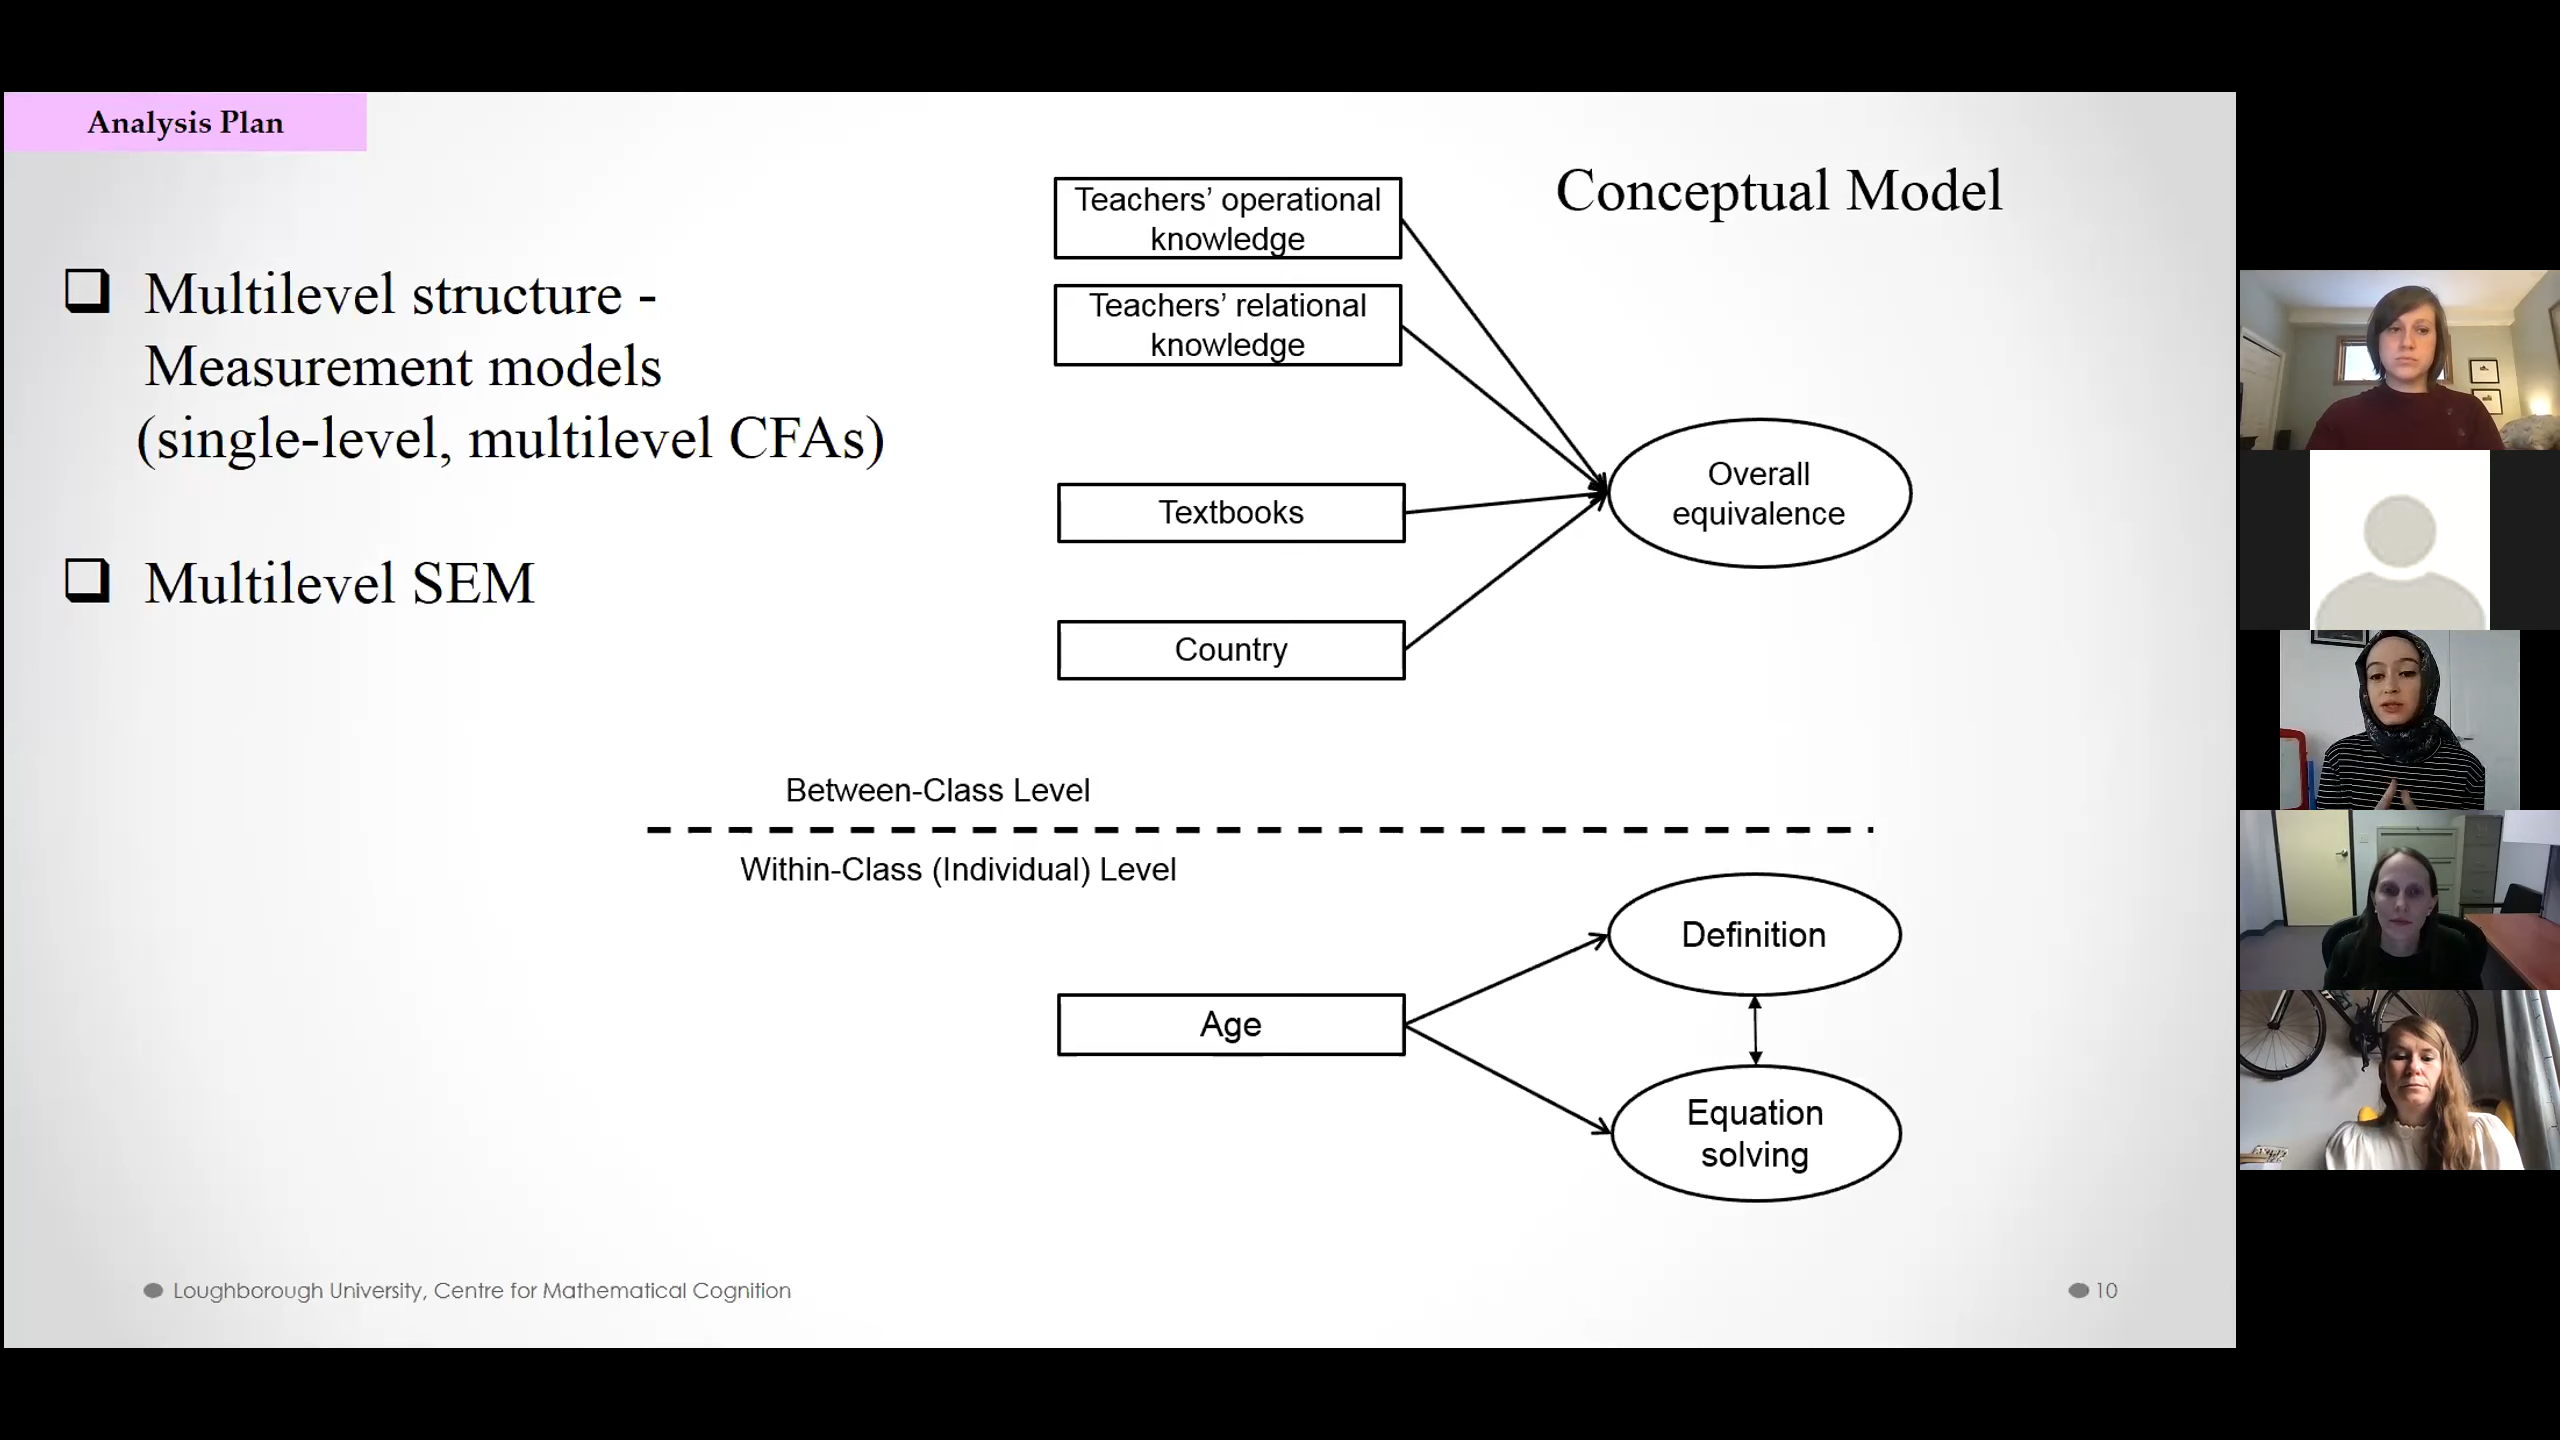 Analysis Plan
Conceptual Model
❑ Multilevel structure -
Measurement models
(single-level, multilevel CFAs)
❑ Multilevel SEM
Teachers’ operational
knowledge
Teachers’ relational
knowledge
Textbooks
Country
Overall
equivalence
Between-Class Level
Within-Class (Individual) Level
Age
Definition
Equation
solving
Loughborough University, Centre for Mathematical Cognition
10